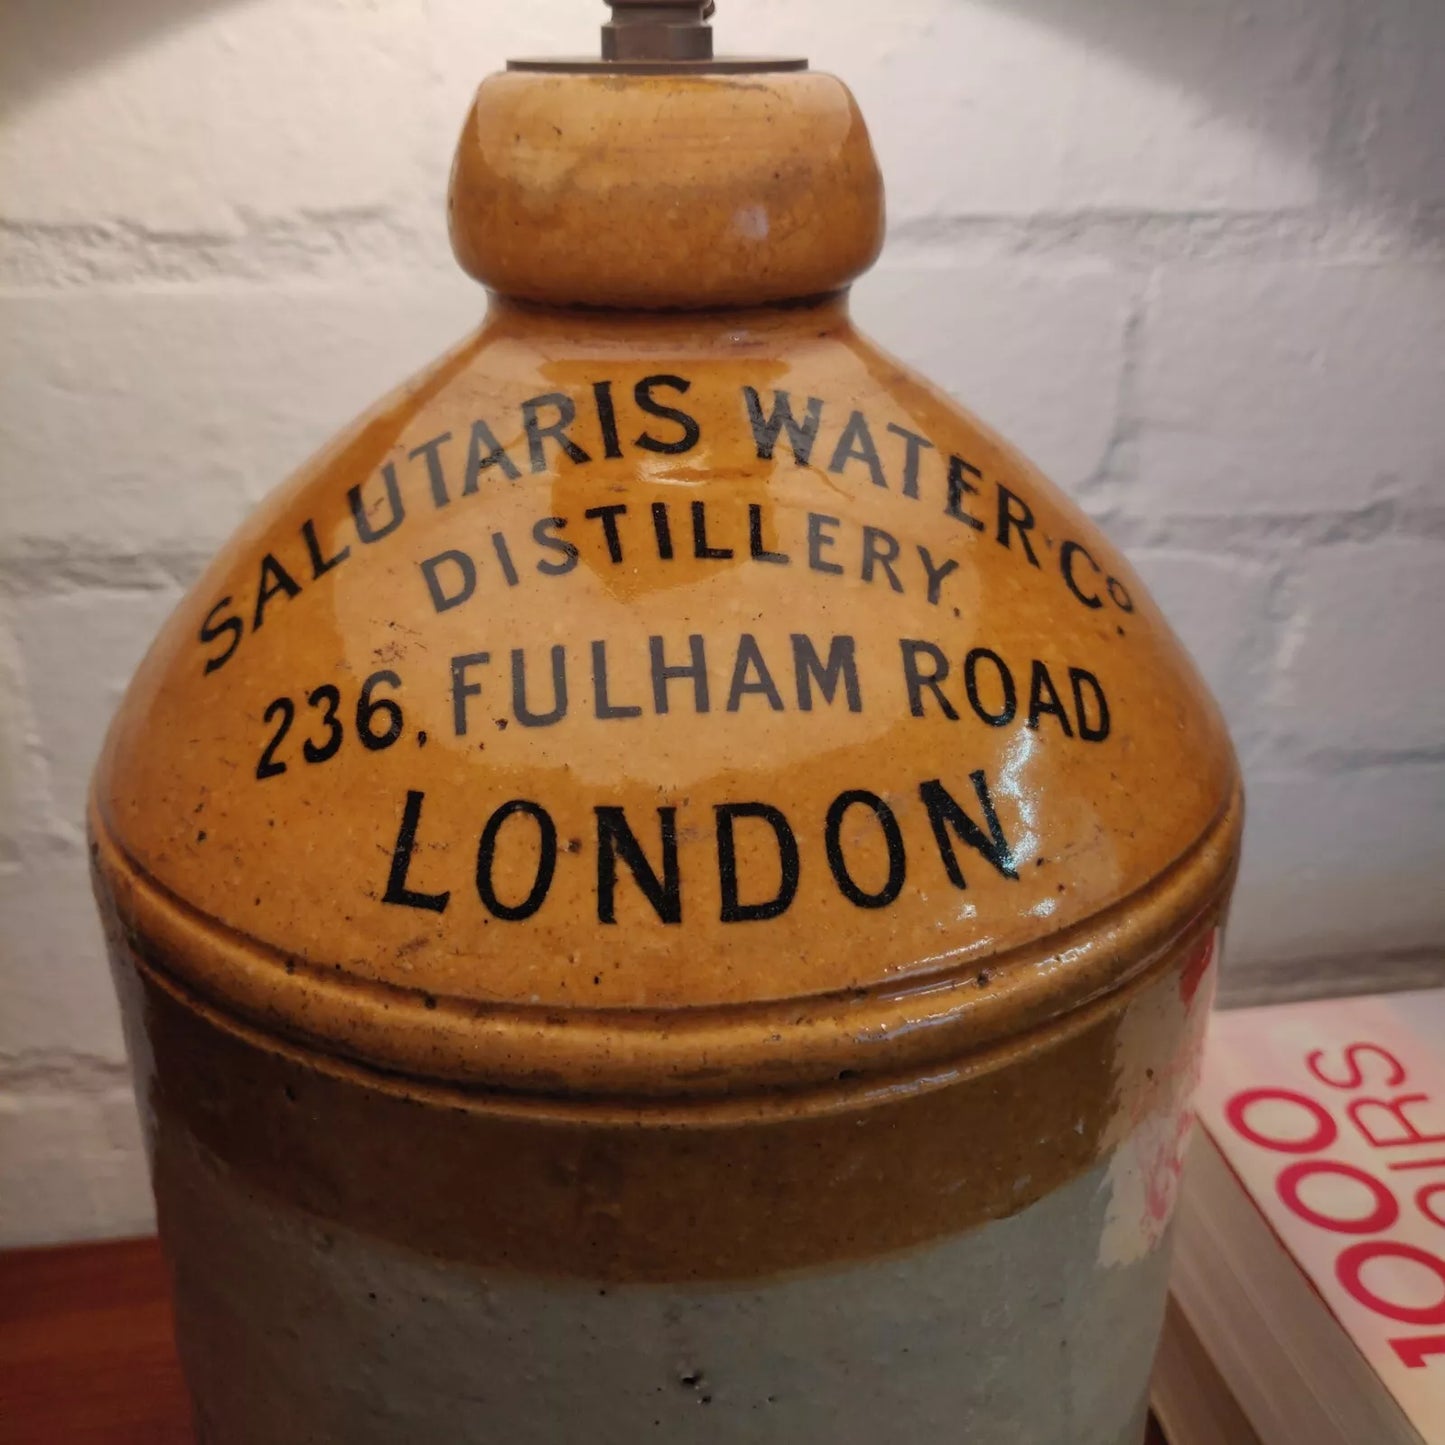 SALUTARIS WATER Co.
DISTILLERY.
236, FULHAM ROAD
LONDON
1000